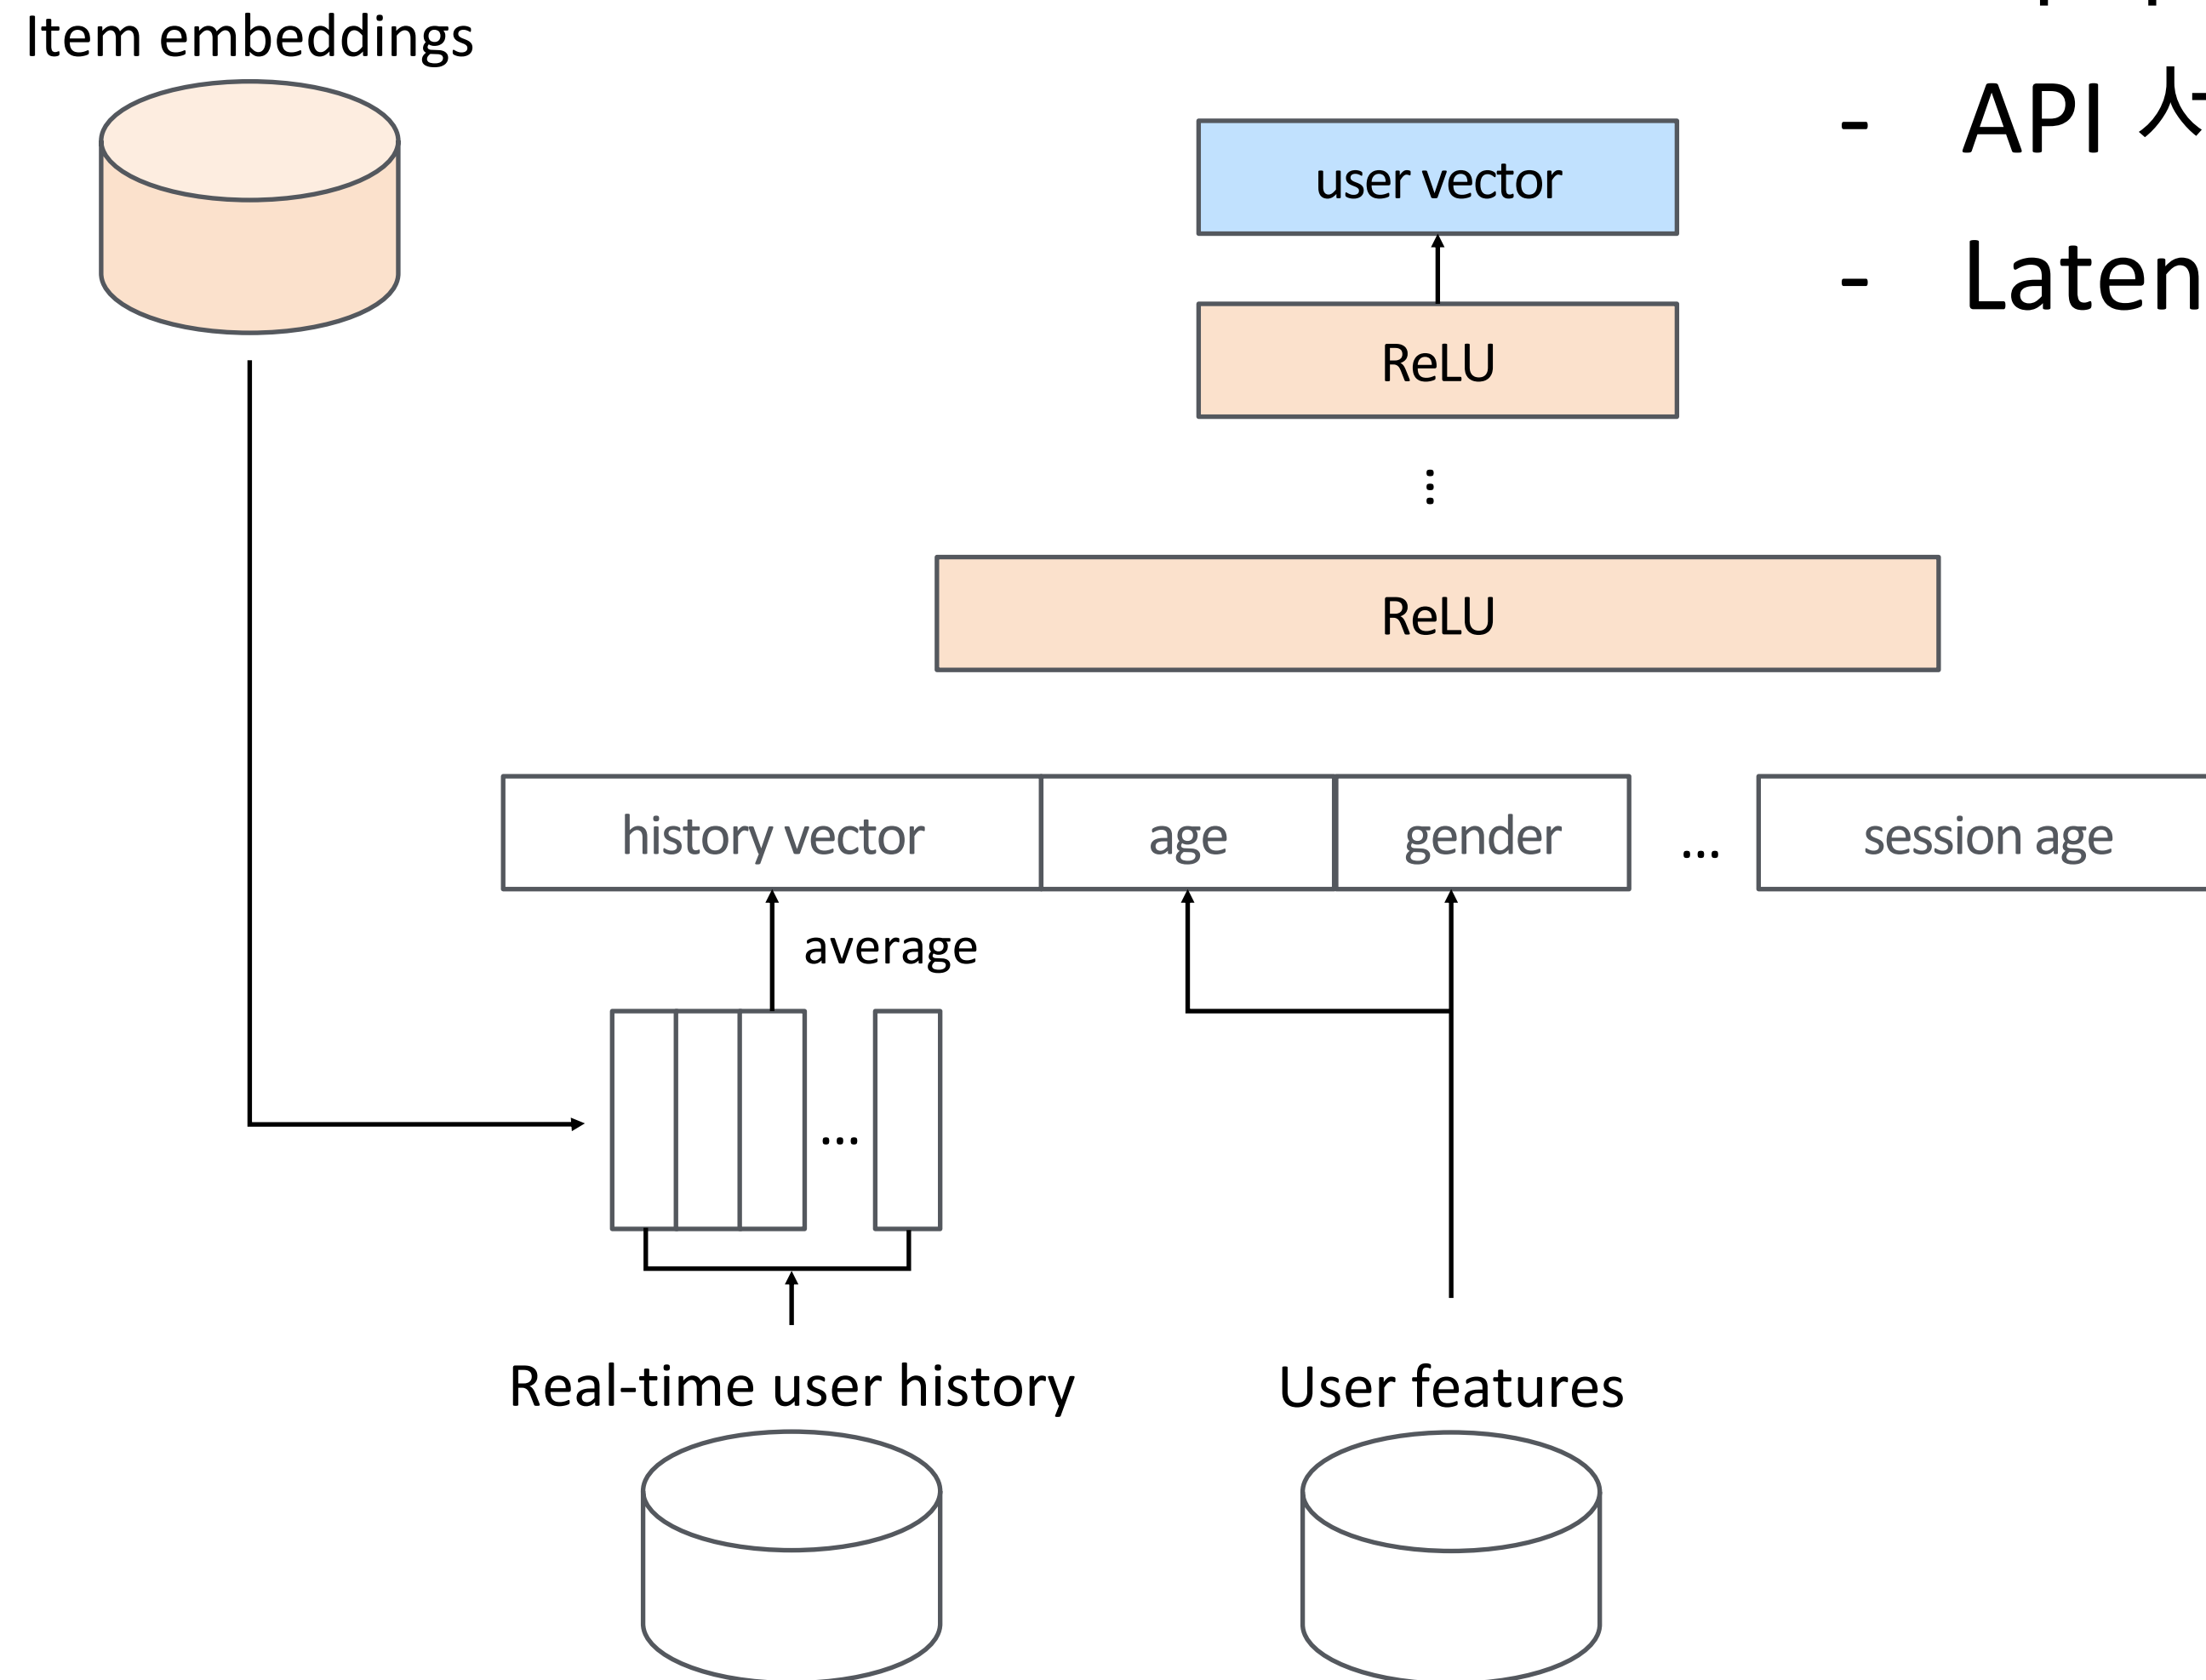 Item embeddings
- API
user vector
-
ReLU
⋮
ReLU
history vector
age
gender
...
session age
average
...
Real-time user history
User features